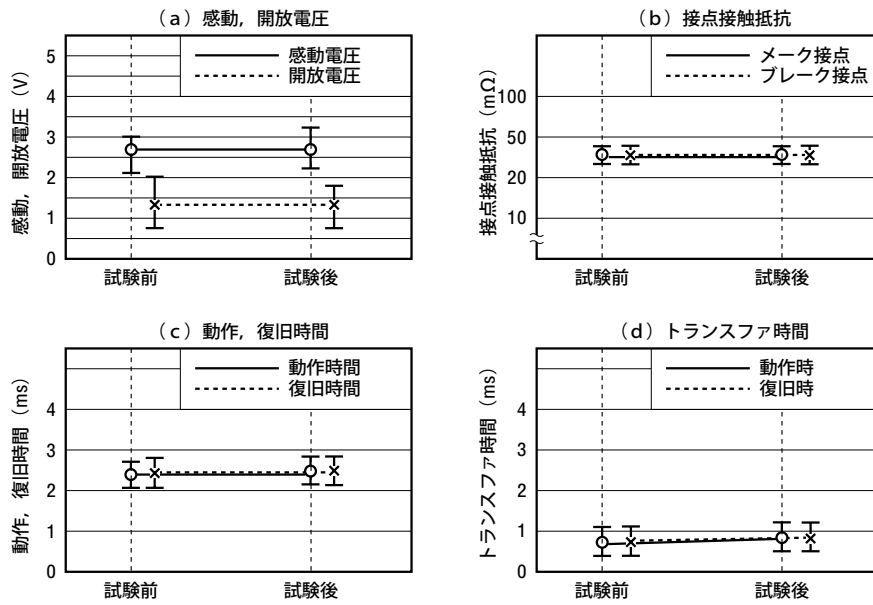 (a) 感動，開放電圧
感動，開放電圧 (V)
5
4
3
2
1
0
感動電圧
開放電圧
試験前
試験後
(b) 接点接触抵抗
接点接触抵抗 (mΩ)
100
50
20
10
メーク接点
ブレーク接点
試験前
試験後
(c) 動作，復旧時間
動作，復旧時間 (ms)
4
3
2
1
0
動作時間
復旧時間
試験前
試験後
(d) トランスファ時間
トランスファ時間 (ms)
4
3
2
1
0
動作時
復旧時
試験前
試験後